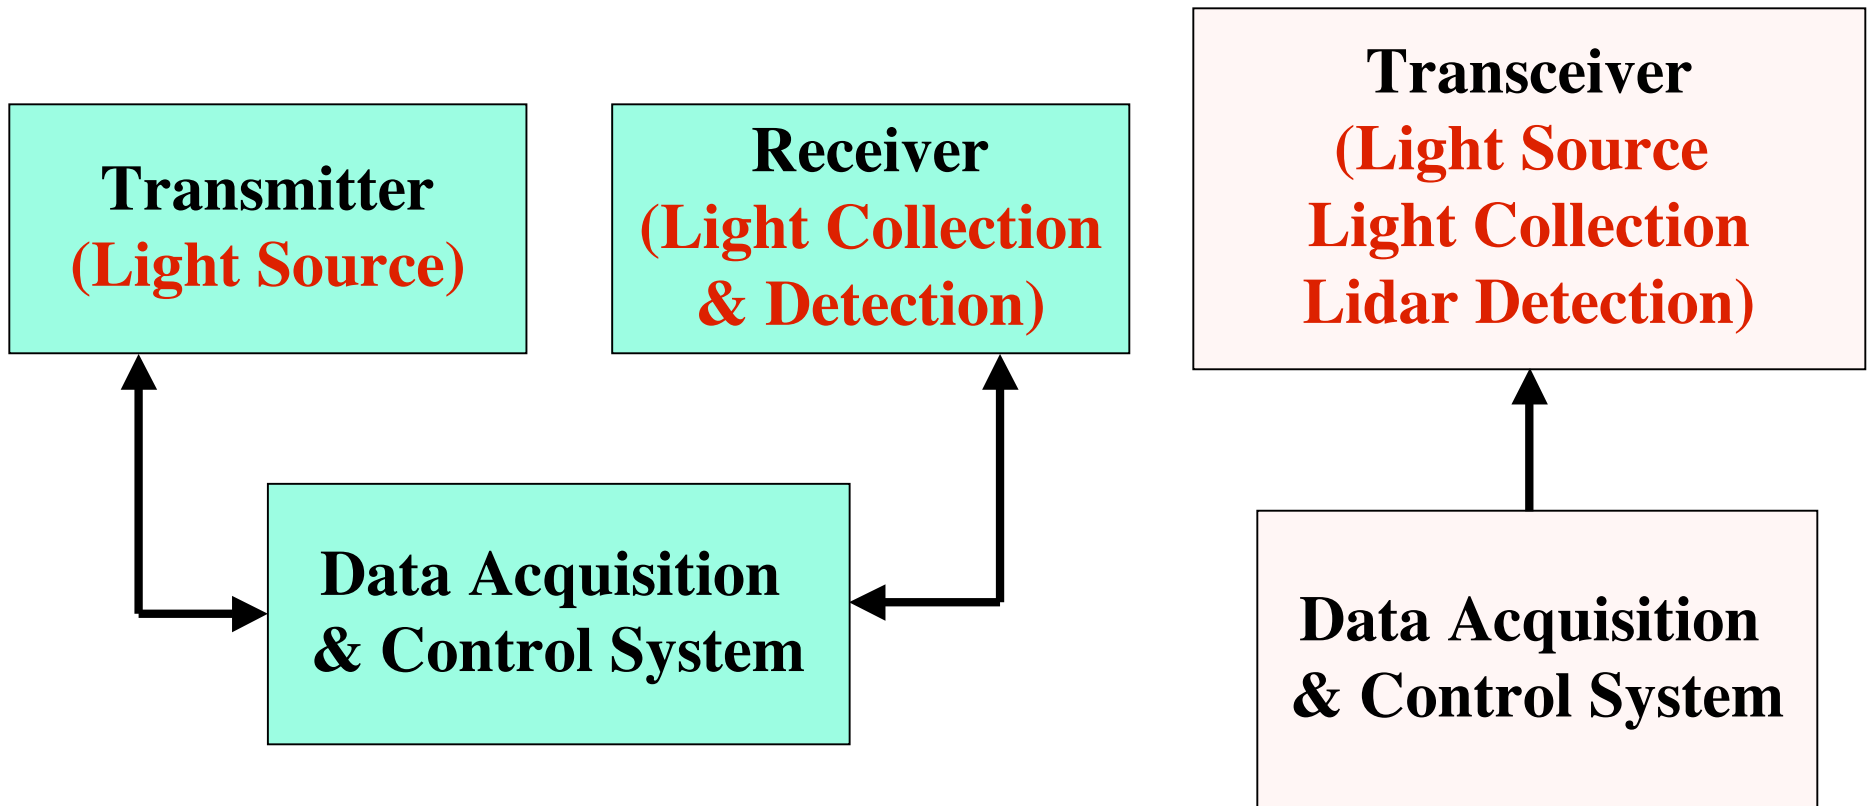 Transmitter
(Light Source)
Receiver
(Light Collection
& Detection)
Data Acquisition
& Control System
Transceiver
(Light Source
Light Collection
Lidar Detection)
Data Acquisition
& Control System